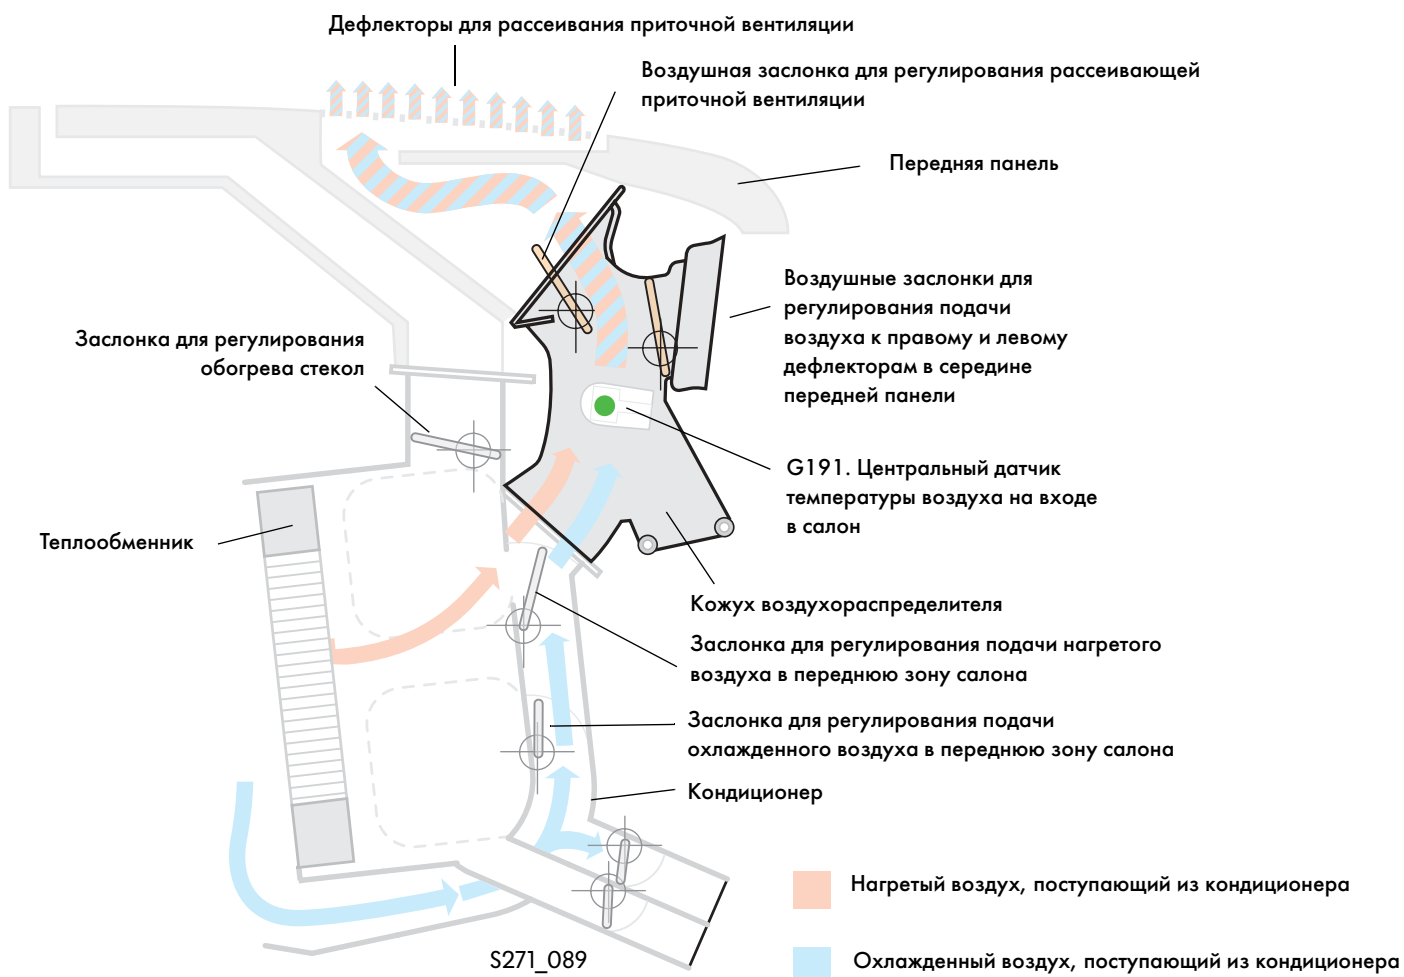 Дефлекторы для рассеивания приточной вентиляции
Воздушная заслонка для регулирования рассеивающей
приточной вентиляции
Передняя панель
Воздушные заслонки для
регулирования подачи
воздуха к правому и левому
дефлекторам в середине
передней панели
Заслонка для регулирования
обогрева стекол
G191. Центральный датчик
температуры воздуха на входе
в салон
Теплообменник
Кожух воздухораспределителя
Заслонка для регулирования подачи нагретого
воздуха в переднюю зону салона
Заслонка для регулирования подачи
охлажденного воздуха в переднюю зону салона
Кондиционер
Нагретый воздух, поступающий из кондиционера
Охлажденный воздух, поступающий из кондиционера
S271_089